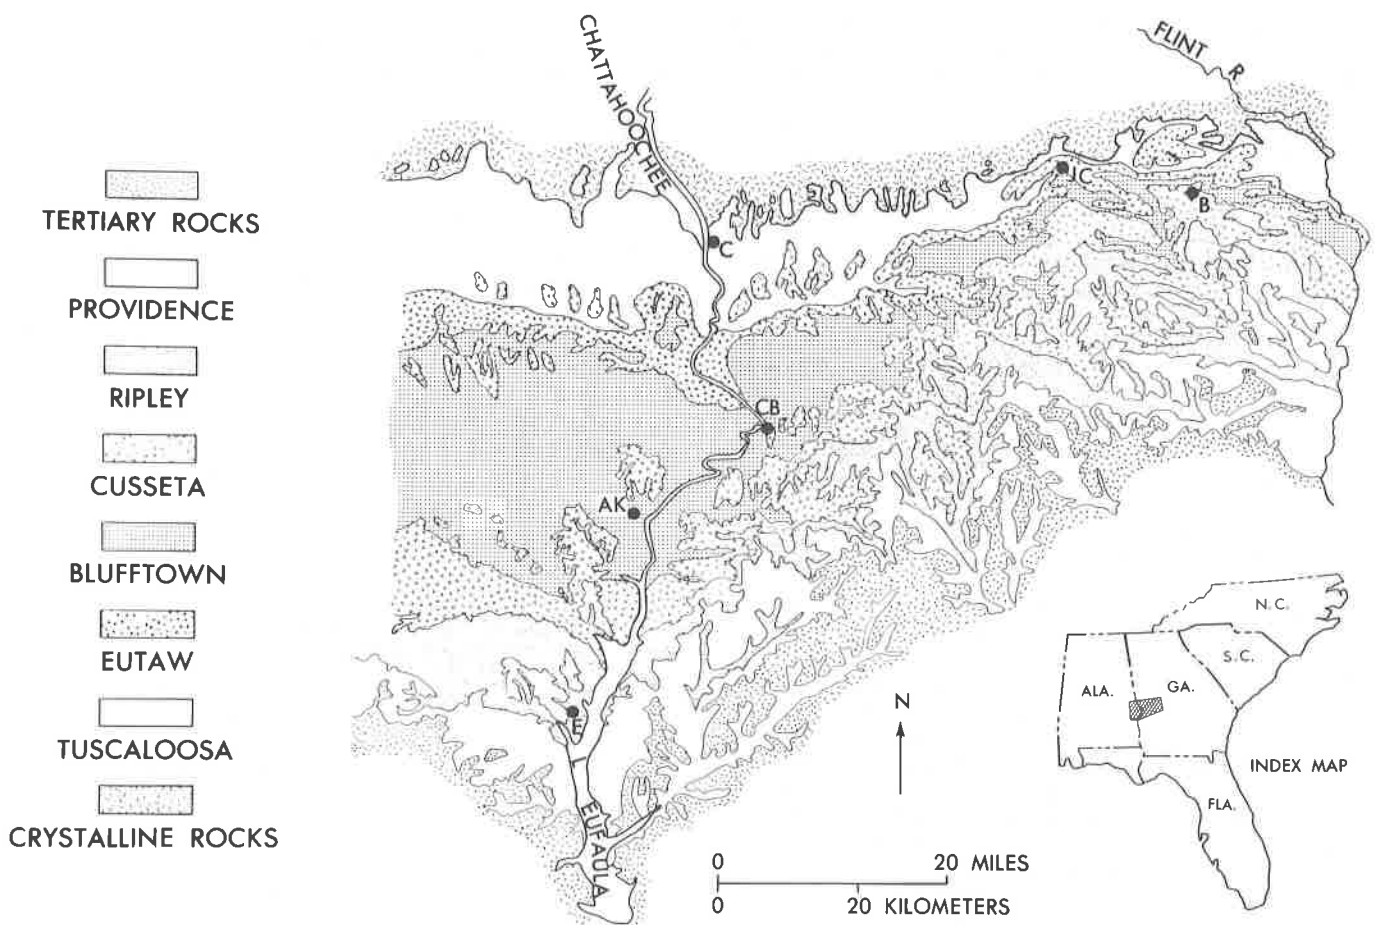 CHATTAHOOCHEE
FLINT R
TERTIARY ROCKS
PROVIDENCE
RIPLEY
CUSSETA
BLUFFTOWN
EUTAW
TUSCALOOSA
CRYSTALLINE ROCKS
JC
B
C
CB
AK
E
L EUFAULA
N
0 20 MILES
0 20 KILOMETERS
N.C.
S.C.
ALA.
GA.
FLA.
INDEX MAP